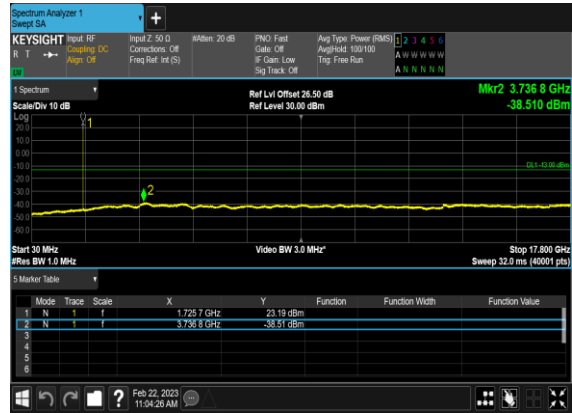 Spectrum Analyzer 1
Swept SA
+
KEYSIGHT Input: RF Input Z: 50 Ω #Atten: 20 dB PNO: Fast Avg Type: Power (RMS) 1 2 3 4 5 6
R T Coupling: DC Corrections: Off Gate: Off Avg|Hold: 100/100 A W W W W W
Align: Off Freq Ref: Int (S) IF Gain: Low Trig: Free Run
LW Sig Track: Off A N N N N N
1 Spectrum Ref Lvl Offset 26.50 dB Mkr2 3.736 8 GHz
Scale/Div 10 dB Ref Level 30.00 dBm -38.510 dBm
Log
20.0
10.0
0.00
-10.0
-20.0
-30.0
-40.0
-50.0
-60.0
1
DL1 -13.00 dBm
2
Start 30 MHz Video BW 3.0 MHz* Stop 17.800 GHz
#Res BW 1.0 MHz Sweep 32.0 ms (40001 pts)
5 Marker Table
Mode Trace Scale X Y Function Function Width Function Value
1 N 1 f 1.725 7 GHz 23.19 dBm
2 N 1 f 3.736 8 GHz -38.51 dBm
3
4
5
6
? Feb 22, 2023
11:04:26 AM